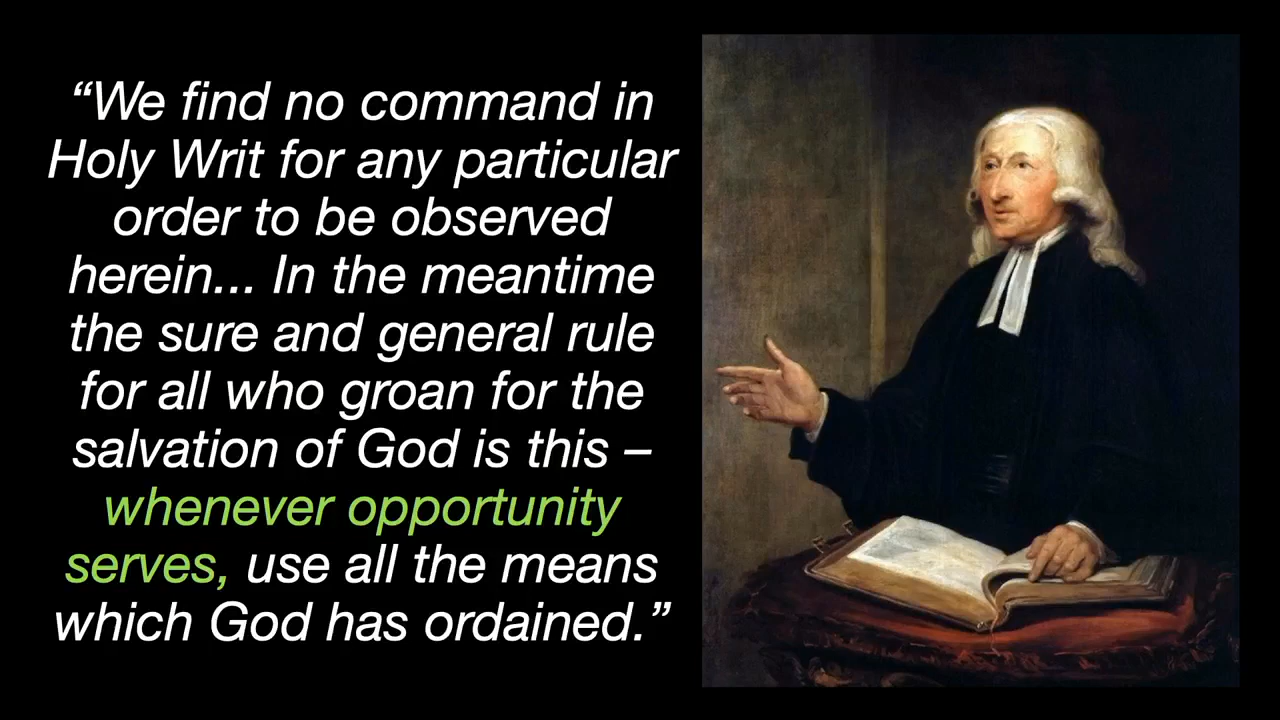 “We find no command in
Holy Writ for any particular
order to be observed
herein... In the meantime
the sure and general rule
for all who groan for the
salvation of God is this –
whenever opportunity
serves, use all the means
which God has ordained.”